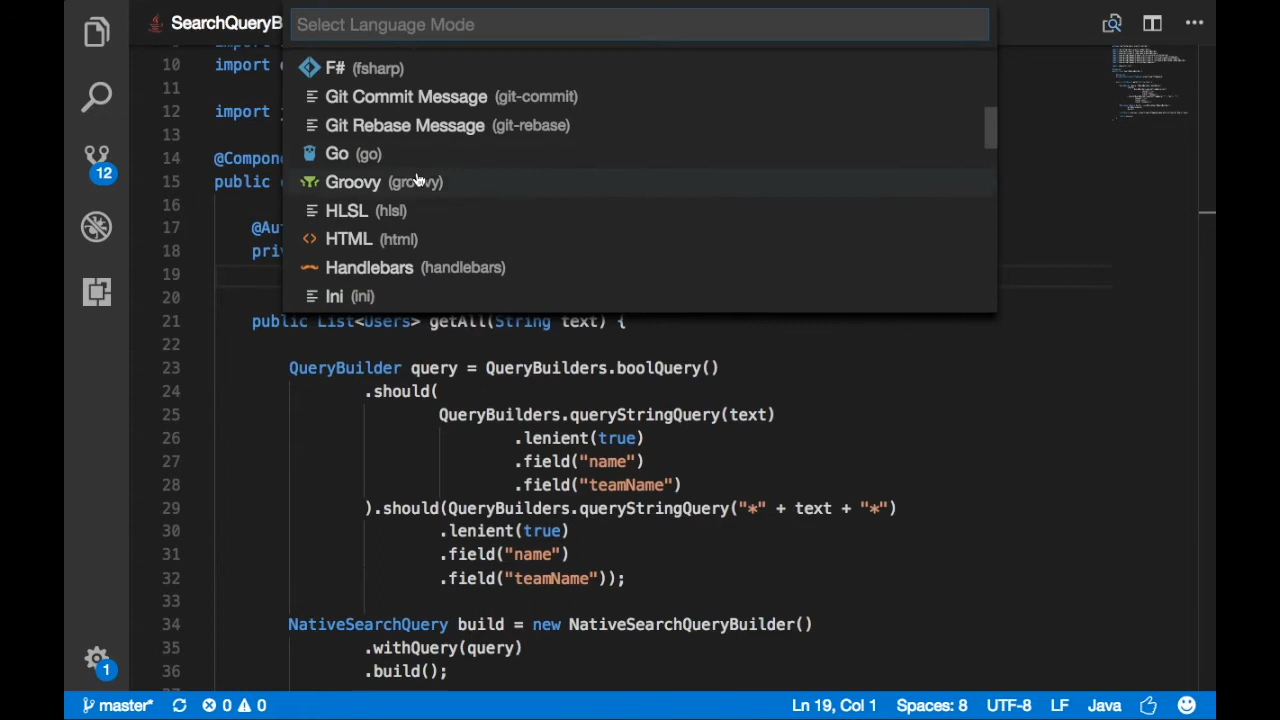 SearchQueryB
Select Language Mode
F# (fsharp)
Git Commit Message (git-commit)
Git Rebase Message (git-rebase)
Go (go)
Groovy (groovy)
HLSL (hlsl)
HTML (html)
Handlebars (handlebars)
Ini (ini)
10 import
11
12 import
13
14 @Compon
15 public
16
17 @Au
18 priv
19
20
21 public List<Users> getAll(String text) {
22
23 QueryBuilder query = QueryBuilders.boolQuery()
24 .should(
25 QueryBuilders.queryStringQuery(text)
26 .lenient(true)
27 .field("name")
28 .field("teamName")
29 ).should(QueryBuilders.queryStringQuery("*" + text + "*")
30 .lenient(true)
31 .field("name")
32 .field("teamName"));
33
34 NativeSearchQuery build = new NativeSearchQueryBuilder()
35 .withQuery(query)
36 .build();
12
1
master* 0 0 Ln 19, Col 1 Spaces: 8 UTF-8 LF Java